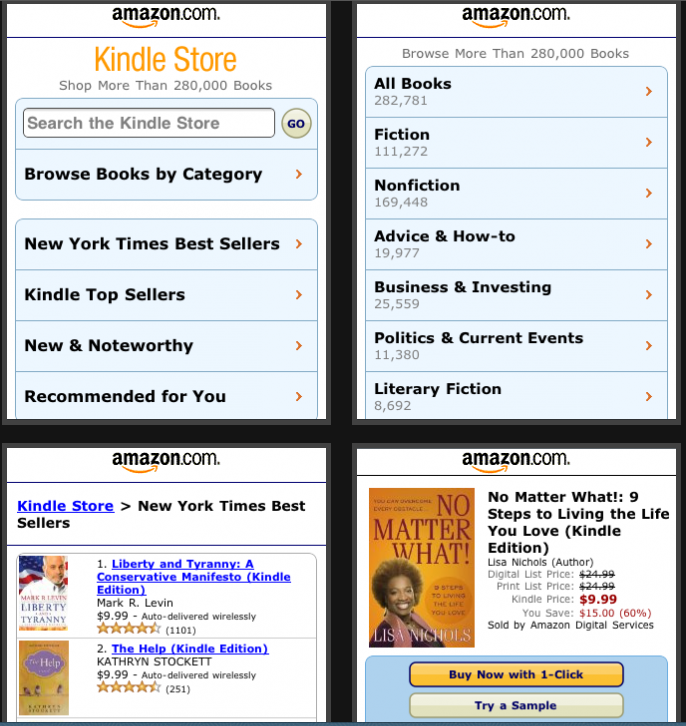 amazon.com.
Kindle Store
Shop More Than 280,000 Books
Search the Kindle Store
GO
Browse Books by Category
New York Times Best Sellers
Kindle Top Sellers
New & Noteworthy
Recommended for You
amazon.com.
Browse More Than 280,000 Books
All Books
282,781
Fiction
111,272
Nonfiction
169,448
Advice & How-to
19,977
Business & Investing
25,559
Politics & Current Events
11,380
Literary Fiction
8,692
amazon.com.
Kindle Store > New York Times Best
Sellers
MARK R LEVIN
LIBERTY
AND
TYRANNY
1. Liberty and Tyranny: A
Conservative Manifesto (Kindle
Edition)
Mark R. Levin
$9.99 - Auto-delivered wirelessly
(1101)
The Help
KATHRYN
STOCKETT
2. The Help (Kindle Edition)
KATHRYN STOCKETT
$9.99 - Auto-delivered wirelessly
(251)
amazon.com.
YOU CAN OVERCOME
EVERY OBSTACLE...
NO
MATTER
WHAT!
9 STEPS
TO LIVING
THE LIFE
YOU LOVE
LISA NICHOLS
No Matter What!: 9
Steps to Living the Life
You Love (Kindle
Edition)
Lisa Nichols (Author)
Digital List Price: $24.99
Print List Price: $24.99
Kindle Price: $9.99
You Save: $15.00 (60%)
Sold by Amazon Digital Services
Buy Now with 1-Click
Try a Sample